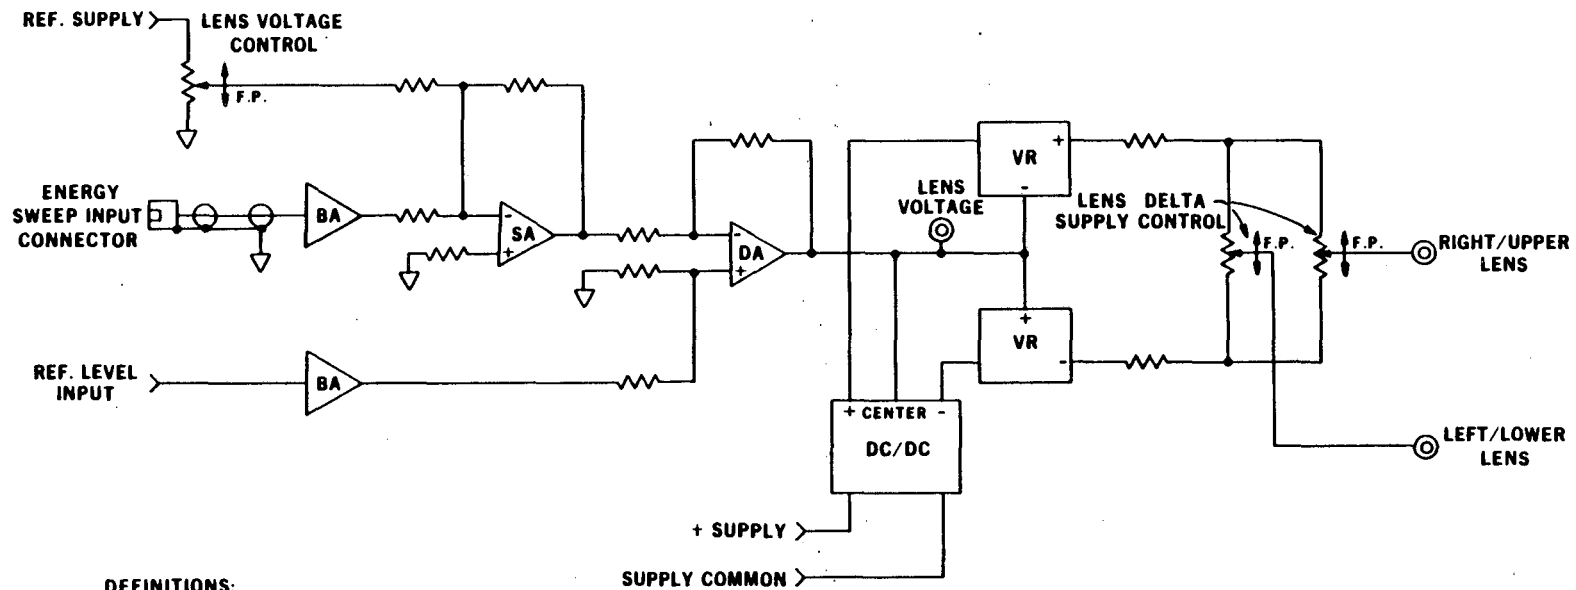 REF. SUPPLY
LENS VOLTAGE
CONTROL
F.P.
ENERGY
SWEEP INPUT
CONNECTOR
BA
-
SA
+
-
DA
+
REF. LEVEL
INPUT
BA
LENS
VOLTAGE
VR
+
-
+
VR
-
LENS DELTA
SUPPLY CONTROL
F.P.
F.P.
RIGHT/UPPER
LENS
LEFT/LOWER
LENS
+ CENTER -
DC/DC
+ SUPPLY
SUPPLY COMMON
DEFINITIONS: